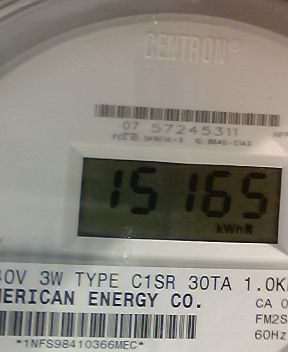 CENTRON®
07 57245311
15165
kWh
40V 3W TYPE C1SR 30TA 1.0K
MERICAN ENERGY CO.
CA 0
FM2S
60Hz
*1NFS98410366MEC*